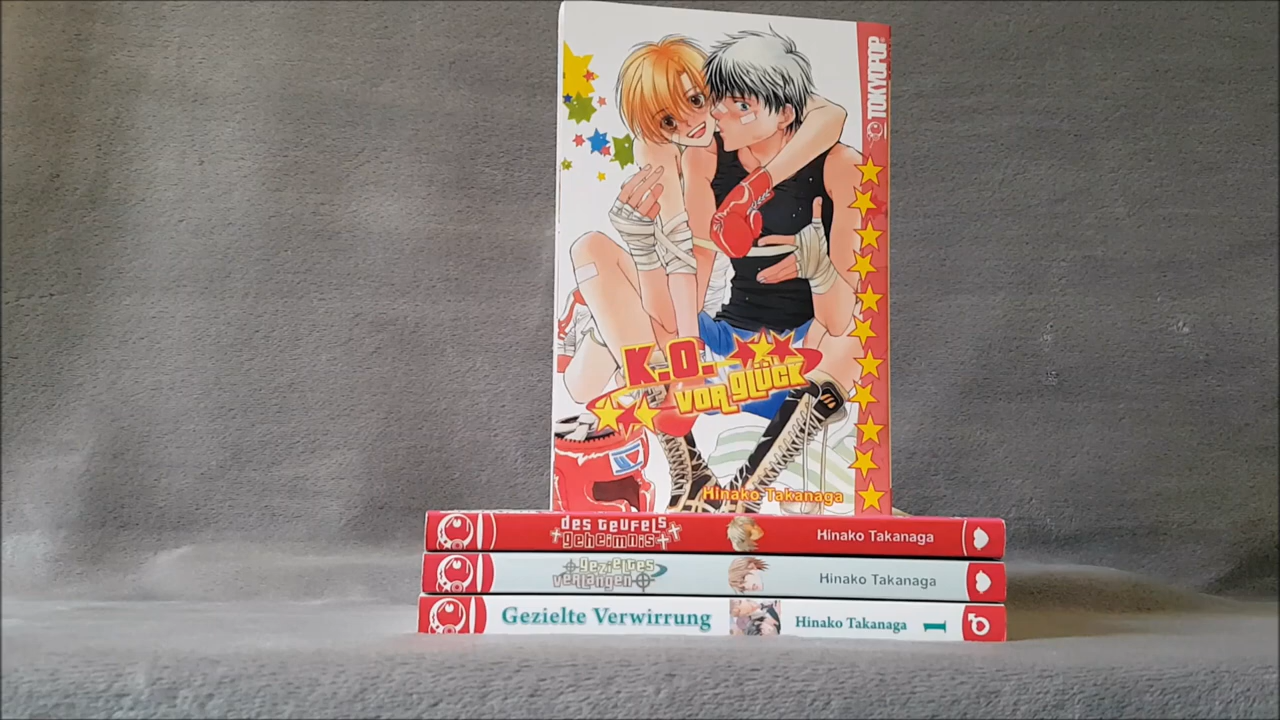 TOKYOPOP
K.O.
vor glück
Hinako Takanaga
des teufels
geheimnis
Hinako Takanaga
gezieltes
verlangen
Hinako Takanaga
Gezielte Verwirrung
Hinako Takanaga
1